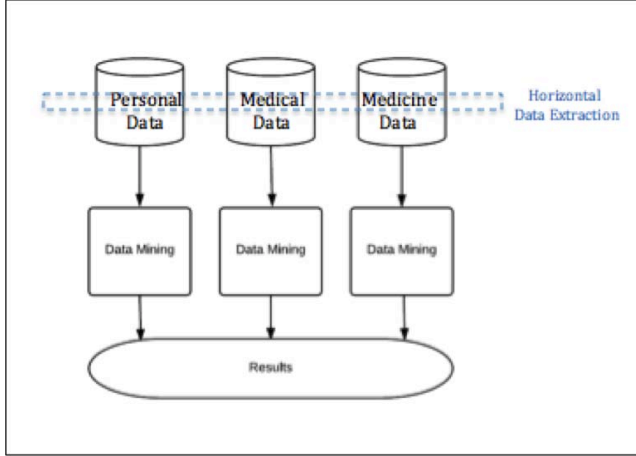 Personal
Data
Medical
Data
Medicine
Data
Horizontal
Data Extraction
Data Mining
Data Mining
Data Mining
Results